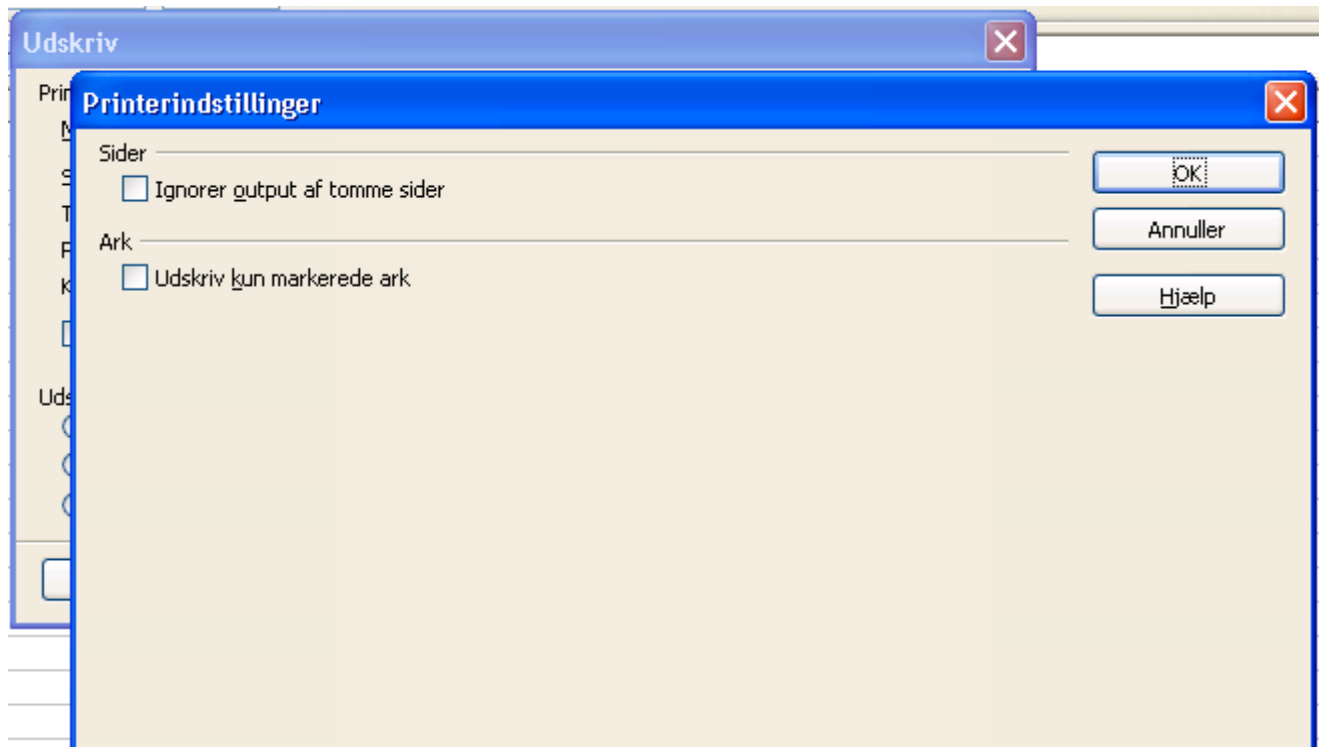 Udskriv
Printerindstillinger
Sider
Ignorer output af tomme sider
Ark
Udskriv kun markerede ark
OK
Annuller
Hjælp